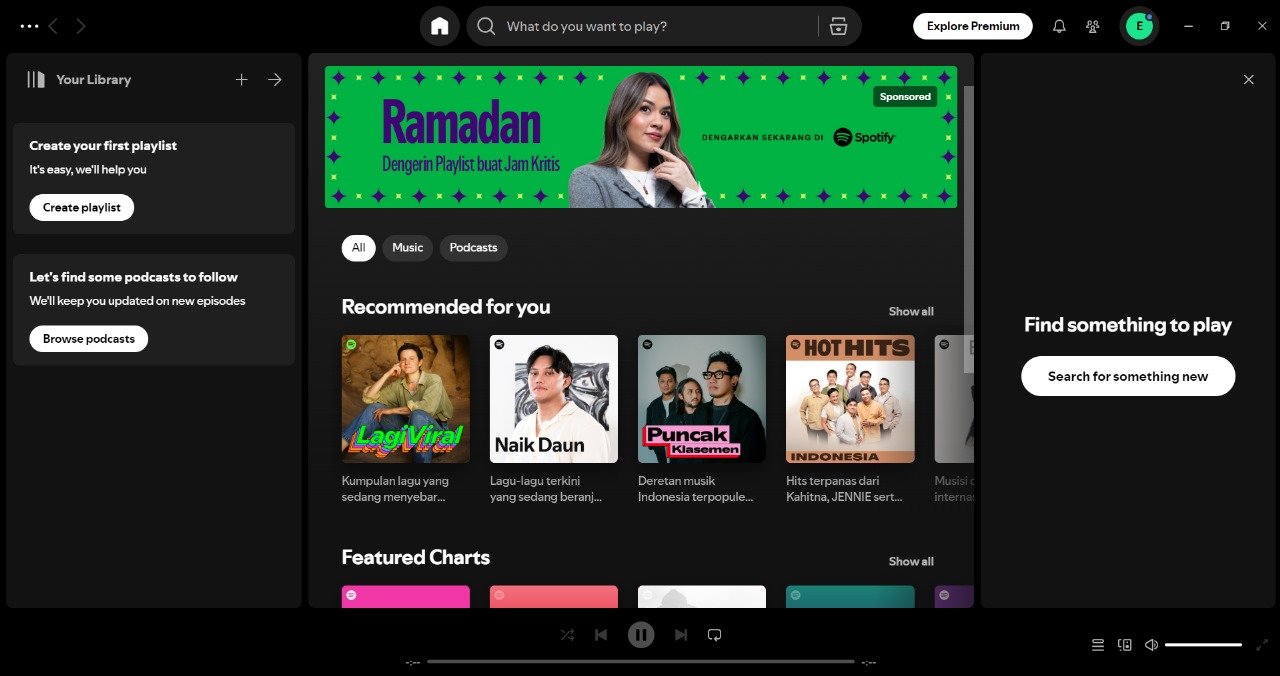 What do you want to play?
Explore Premium
E
Your Library
Create your first playlist
It's easy, we'll help you
Create playlist
Let's find some podcasts to follow
We'll keep you updated on new episodes
Browse podcasts
Ramadan
Dengerin Playlist buat Jam Kritis
DENGARKAN SEKARANG DI
Spotify
Sponsored
All
Music
Podcasts
Recommended for you
Show all
LagiViral
Naik Daun
Puncak
Klasemen
HOT HITS
INDONESIA
Kumpulan lagu yang
sedang menyebar...
Lagu-lagu terkini
yang sedang beranj...
Deretan musik
Indonesia terpopule...
Hits terpanas dari
Kahitna, JENNIE sert...
Musisi
interna
Featured Charts
Show all
Find something to play
Search for something new
-:--
-:--